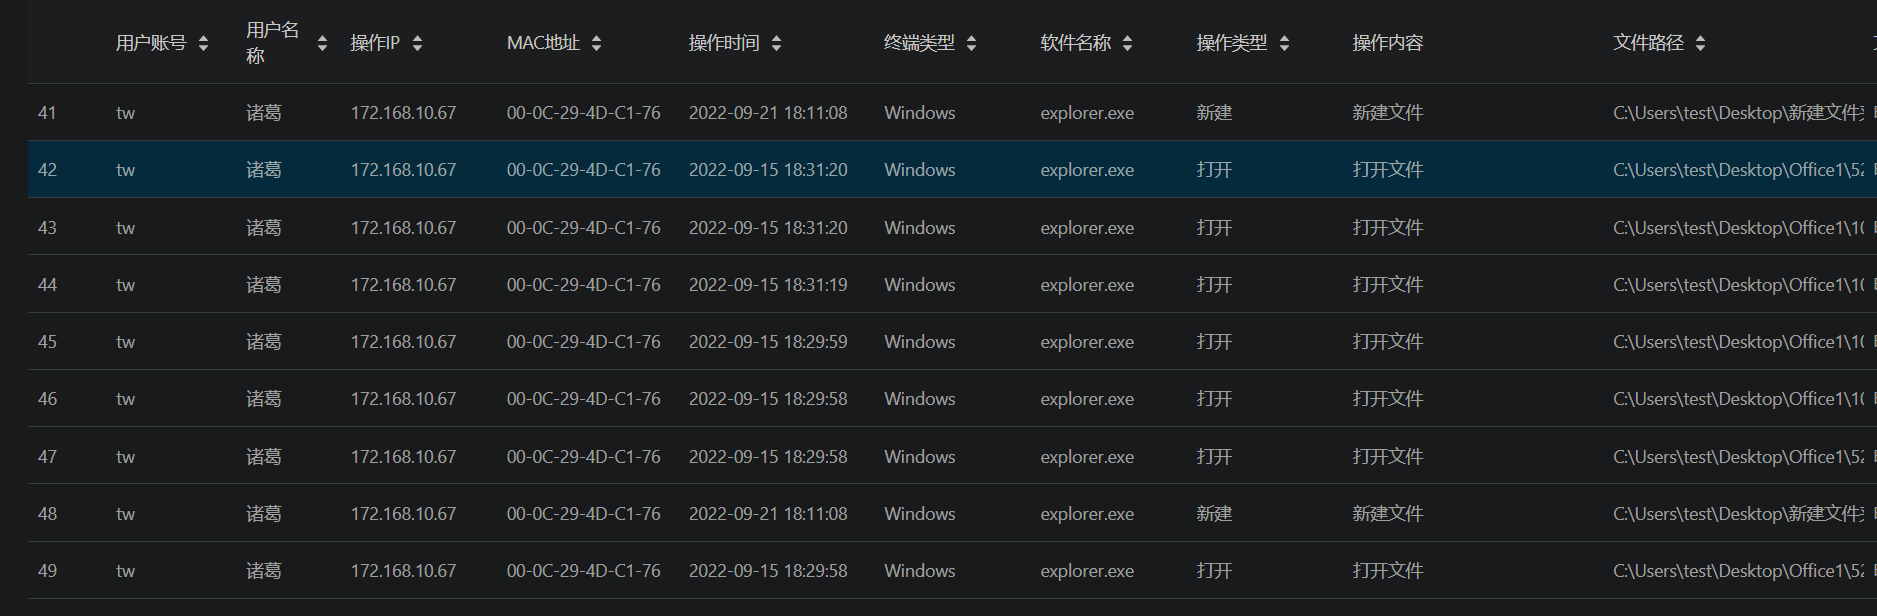 用户账号 用户名称 操作IP MAC地址 操作时间 终端类型 软件名称 操作类型 操作内容 文件路径
41 tw 诸葛 172.168.10.67 00-0C-29-4D-C1-76 2022-09-21 18:11:08 Windows explorer.exe 新建 新建文件 C:\Users\test\Desktop\新建文件
42 tw 诸葛 172.168.10.67 00-0C-29-4D-C1-76 2022-09-15 18:31:20 Windows explorer.exe 打开 打开文件 C:\Users\test\Desktop\Office1\52
43 tw 诸葛 172.168.10.67 00-0C-29-4D-C1-76 2022-09-15 18:31:20 Windows explorer.exe 打开 打开文件 C:\Users\test\Desktop\Office1\10
44 tw 诸葛 172.168.10.67 00-0C-29-4D-C1-76 2022-09-15 18:31:19 Windows explorer.exe 打开 打开文件 C:\Users\test\Desktop\Office1\10
45 tw 诸葛 172.168.10.67 00-0C-29-4D-C1-76 2022-09-15 18:29:59 Windows explorer.exe 打开 打开文件 C:\Users\test\Desktop\Office1\10
46 tw 诸葛 172.168.10.67 00-0C-29-4D-C1-76 2022-09-15 18:29:58 Windows explorer.exe 打开 打开文件 C:\Users\test\Desktop\Office1\10
47 tw 诸葛 172.168.10.67 00-0C-29-4D-C1-76 2022-09-15 18:29:58 Windows explorer.exe 打开 打开文件 C:\Users\test\Desktop\Office1\52
48 tw 诸葛 172.168.10.67 00-0C-29-4D-C1-76 2022-09-21 18:11:08 Windows explorer.exe 新建 新建文件 C:\Users\test\Desktop\新建文件
49 tw 诸葛 172.168.10.67 00-0C-29-4D-C1-76 2022-09-15 18:29:58 Windows explorer.exe 打开 打开文件 C:\Users\test\Desktop\Office1\52